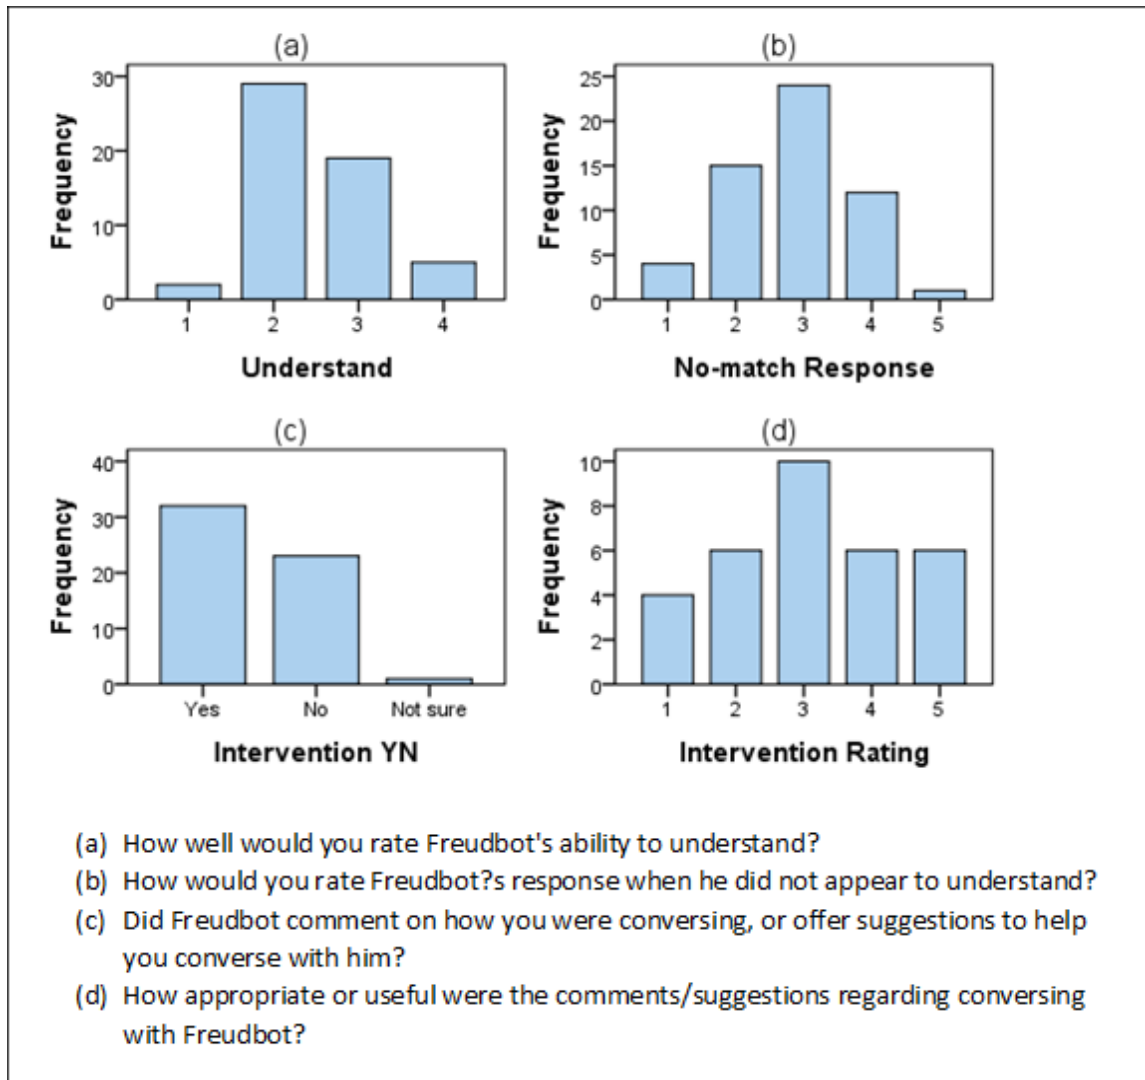 (a)
(b)
30
20
10
0
Frequency
1 2 3 4
Understand
25
20
15
10
5
0
Frequency
1 2 3 4 5
No-match Response
(c)
(d)
40
30
20
10
0
Frequency
Yes No Not sure
Intervention YN
10
8
6
4
2
0
Frequency
1 2 3 4 5
Intervention Rating
(a) How well would you rate Freudbot's ability to understand?
(b) How would you rate Freudbot?s response when he did not appear to understand?
(c) Did Freudbot comment on how you were conversing, or offer suggestions to help
you converse with him?
(d) How appropriate or useful were the comments/suggestions regarding conversing
with Freudbot?